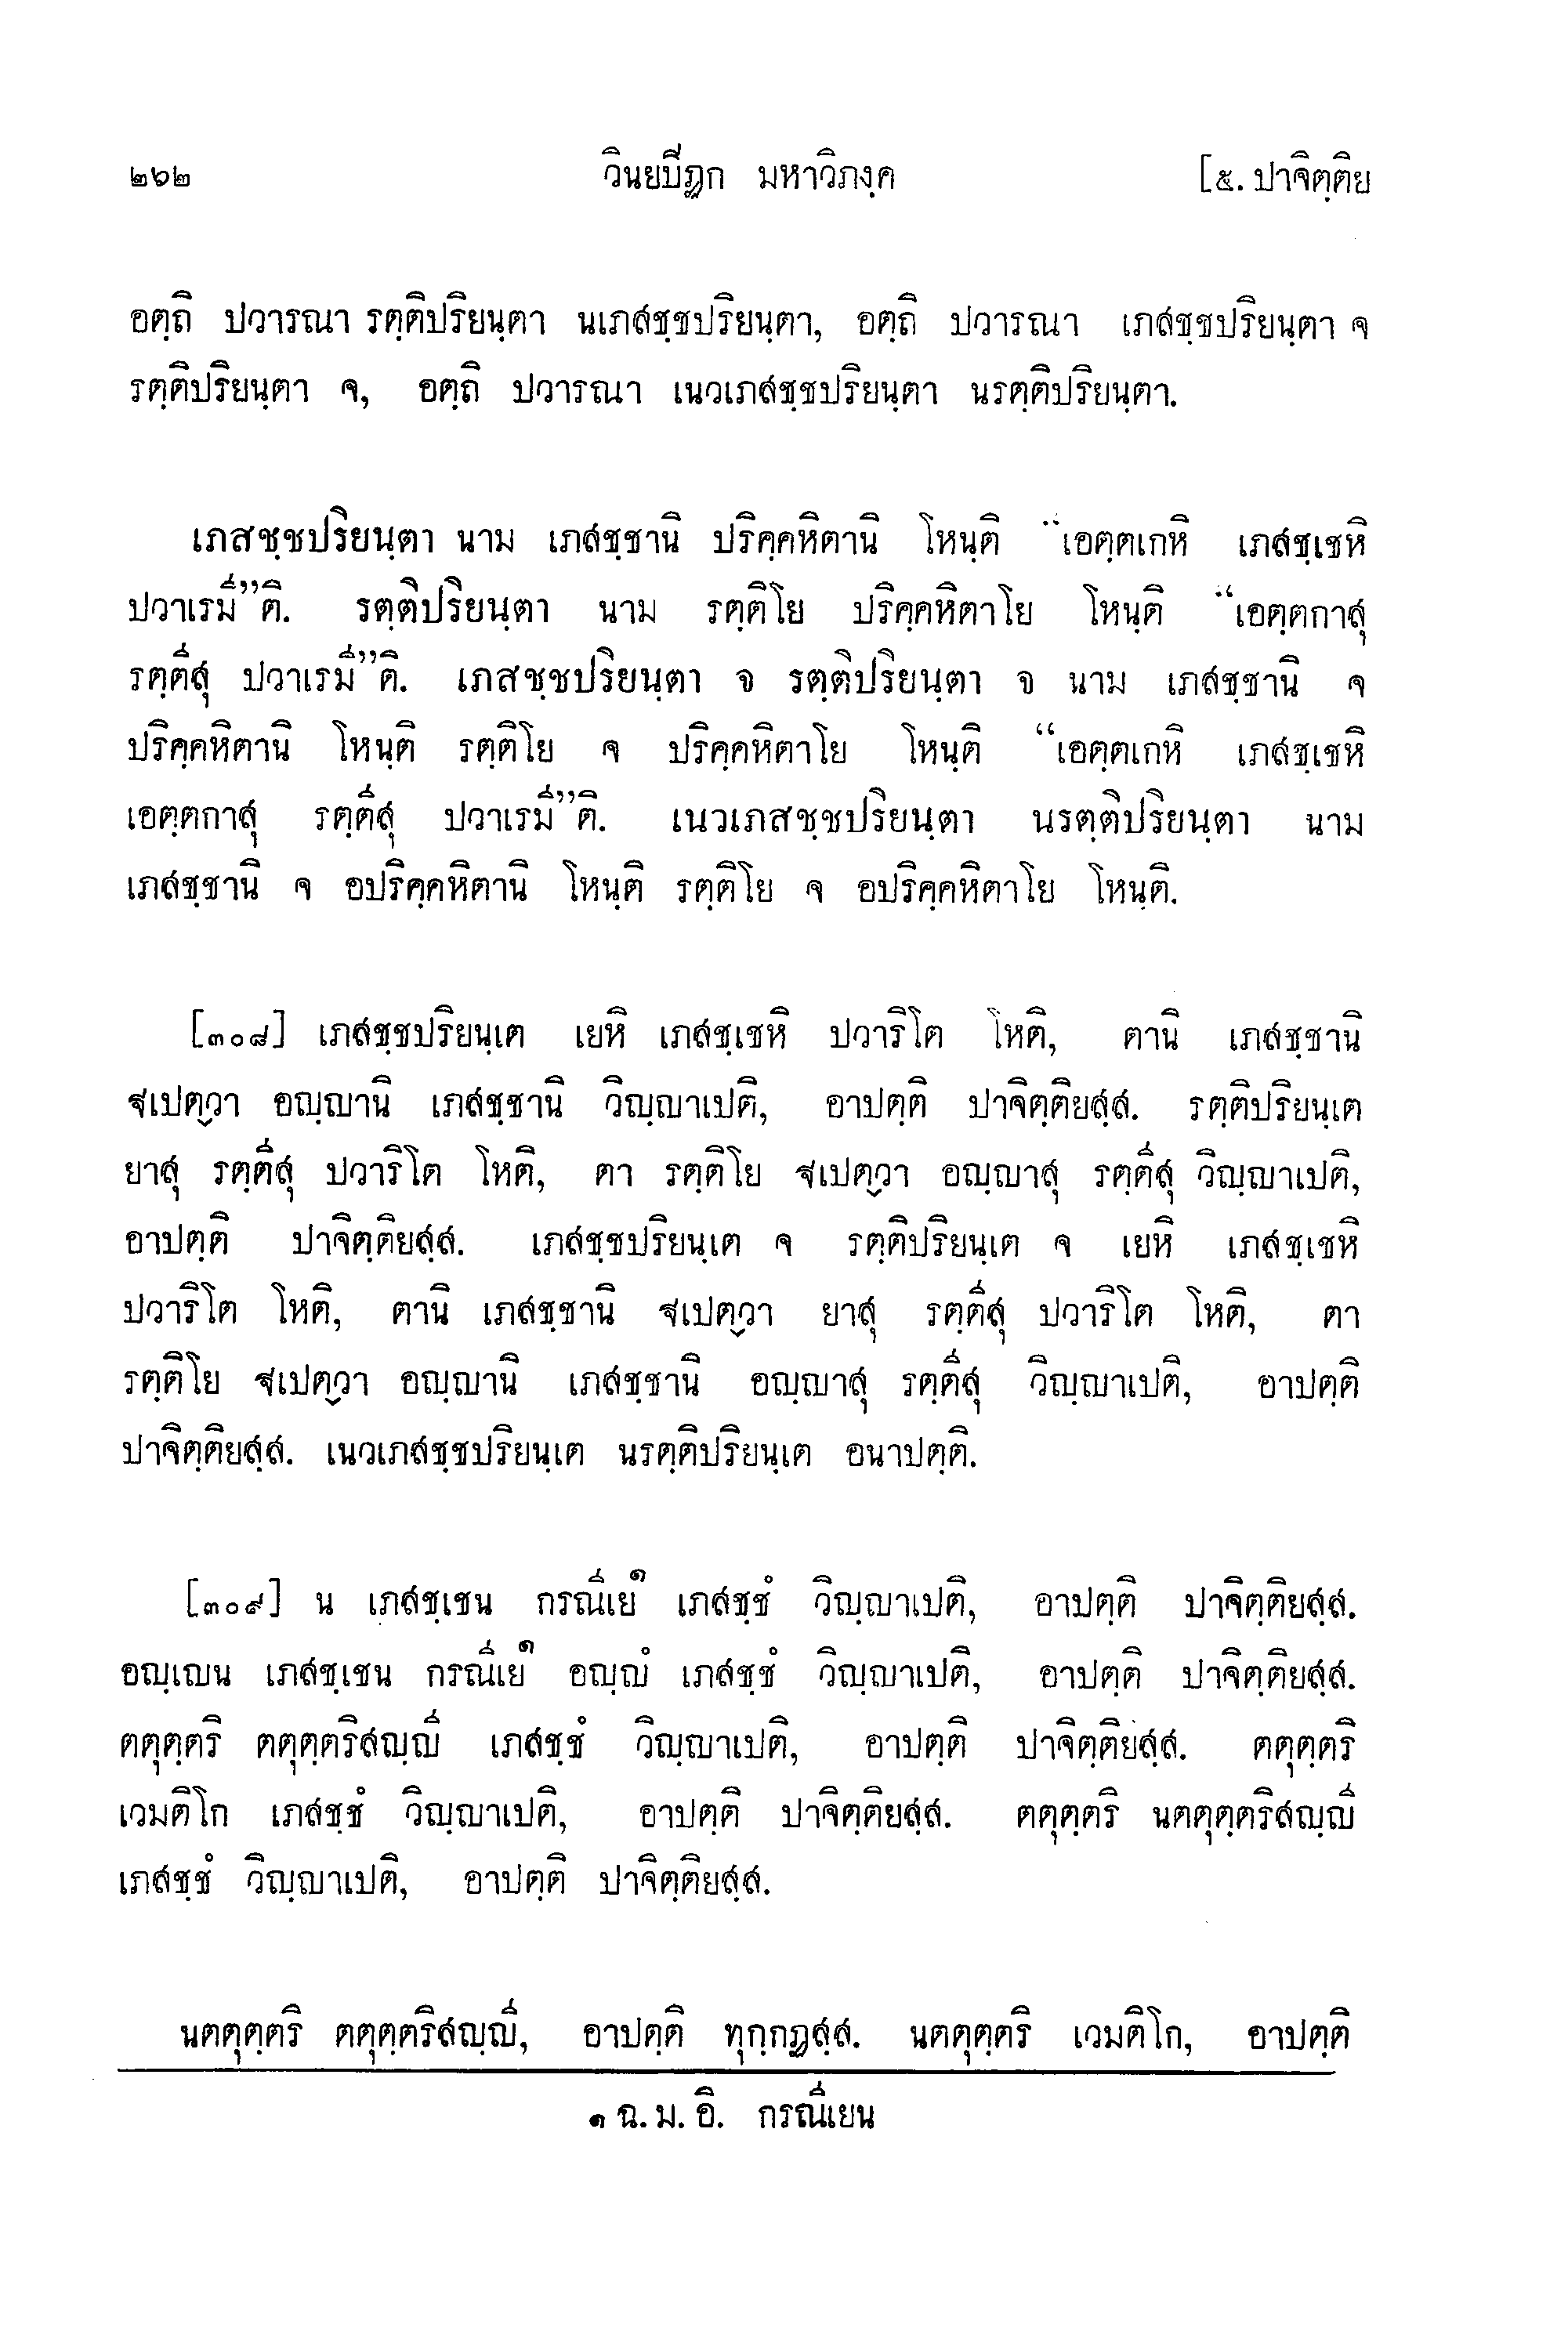 ๒๖๒ วินยปิฏก มหาวิภงฺค [๕. ปาจิตฺติย
อตฺถิ ปวารณา รตฺติปริยนฺตา นเภสชฺชปริยนฺตา, อตฺถิ ปวารณา เภสชฺชปริยนฺตา จ
รตฺติปริยนฺตา จ, อตฺถิ ปวารณา เนวเภสชฺชปริยนฺตา นรตฺติปริยนฺตา.
เภสชฺชปริยนฺตา นาม เภสชฺชานิ ปริคฺคหิตานิ โหนฺติ “เอตฺตเกหิ เภสชฺเชหิ
ปวาเรมี่”ติ. รตฺติปริยนฺตา นาม รตฺติโย ปริคฺคหิตาโย โหนฺติ “เอตฺตกาสุ
รตฺตี่สุ ปวาเรมี่”ติ. เภสชฺชปริยนฺตา จ รตฺติปริยนฺตา จ นาม เภสชฺชานิ จ
ปริคฺคหิตานิ โหนฺติ รตฺติโย จ ปริคฺคหิตาโย โหนฺติ “เอตฺตเกหิ เภสชฺเชหิ
เอตฺตกาสุ รตฺตี่สุ ปวาเรมี่”ติ. เนวเภสชฺชปริยนฺตา นรตฺติปริยนฺตา นาม
เภสชฺชานิ จ อปริคฺคหิตานิ โหนฺติ รตฺติโย จ อปริคฺคหิตาโย โหนฺติ.
[๓๐๘] เภสชฺชปริยนฺเต เยหิ เภสชฺเชหิ ปวาริโต โหติ, ตานิ เภสชฺชานิ
ฐเปตฺวา อญฺญานิ เภสชฺชานิ วิญฺญาเปติ, อาปตฺติ ปาจิตฺติยสฺส. รตฺติปริยนฺเต
ยาสุ รตฺตี่สุ ปวาริโต โหติ, ตา รตฺติโย ฐเปตฺวา อญฺญาสุ รตฺตี่สุ วิญฺญาเปติ,
อาปตฺติ ปาจิตฺติยสฺส. เภสชฺชปริยนฺเต จ รตฺติปริยนฺเต จ เยหิ เภสชฺเชหิ
ปวาริโต โหติ, ตานิ เภสชฺชานิ ฐเปตฺวา ยาสุ รตฺตี่สุ ปวาริโต โหติ, ตา
รตฺติโย ฐเปตฺวา อญฺญานิ เภสชฺชานิ อญฺญาสุ รตฺตี่สุ วิญฺญาเปติ, อาปตฺติ
ปาจิตฺติยสฺส. เนวเภสชฺชปริยนฺเต นรตฺติปริยนฺเต อนาปตฺติ.
[๓๐๙] น เภสชฺเชน กรณี่เย๑ เภสชฺชํ วิญฺญาเปติ, อาปตฺติ ปาจิตฺติยสฺส.
อญฺเญน เภสชฺเชน กรณี่เย๑ อญฺญํ เภสชฺชํ วิญฺญาเปติ, อาปตฺติ ปาจิตฺติยสฺส.
ตตุตฺตริ ตตุตฺตริสญฺญี่ เภสชฺชํ วิญฺญาเปติ, อาปตฺติ ปาจิตฺติยสฺส. ตตุตฺตริ
เวมติโก เภสชฺชํ วิญฺญาเปติ, อาปตฺติ ปาจิตฺติยสฺส. ตตุตฺตริ นตตุตฺตริสญฺญี่
เภสชฺชํ วิญฺญาเปติ, อาปตฺติ ปาจิตฺติยสฺส.
นตตุตฺตริ ตตุตฺตริสญฺญี่, อาปตฺติ ทุกฺกฏสฺส. นตตุตฺตริ เวมติโก, อาปตฺติ
๑ ฉ. ม. อิ. กรณี่เยน